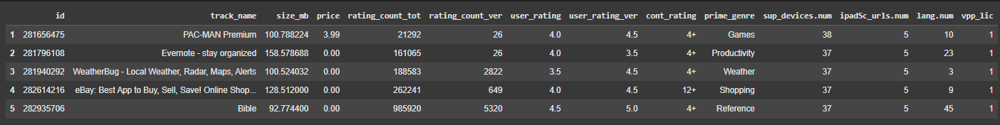 id track_name size_mb price rating_count_tot rating_count_ver user_rating user_rating_ver cont_rating prime_genre sup_devices.num ipadSc_urls.num lang.num vpp_lic
1 281656475 PAC-MAN Premium 100.788224 3.99 21292 26 4.0 4.5 4+ Games 38 5 10 1
2 281796108 Evernote - stay organized 158.578688 0.00 161065 26 4.0 3.5 4+ Productivity 37 5 23 1
3 281940292 WeatherBug - Local Weather, Radar, Maps, Alerts 100.524032 0.00 188583 2822 3.5 4.5 4+ Weather 37 5 3 1
4 282614216 eBay: Best App to Buy, Sell, Save! Online Shop... 128.512000 0.00 262241 649 4.0 4.5 12+ Shopping 37 5 9 1
5 282935706 Bible 92.774400 0.00 985920 5320 4.5 5.0 4+ Reference 37 5 45 1